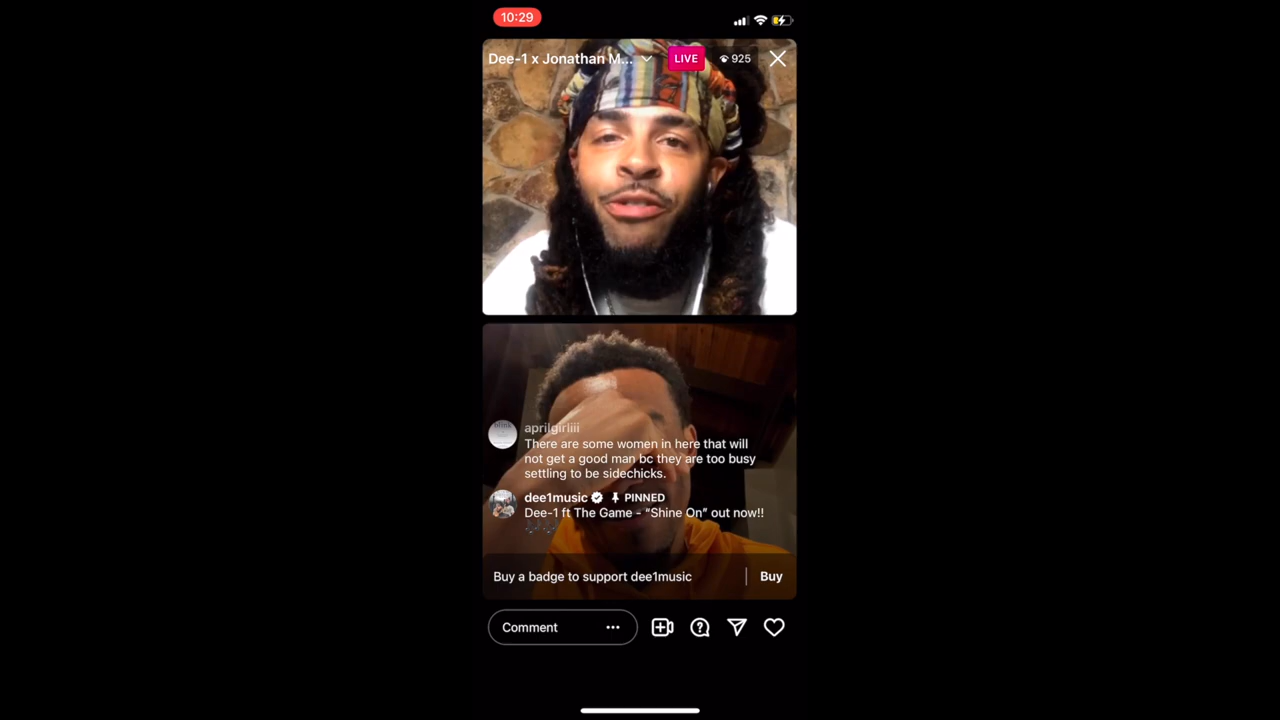 10:29
Dee-1 x Jonathan M...
LIVE
925
aprilgirliii
There are some women in here that will
not get a good man bc they are too busy
settling to be sidechicks.
dee1music PINNED
Dee-1 ft The Game - “Shine On” out now!!
Buy a badge to support dee1music
Buy
Comment